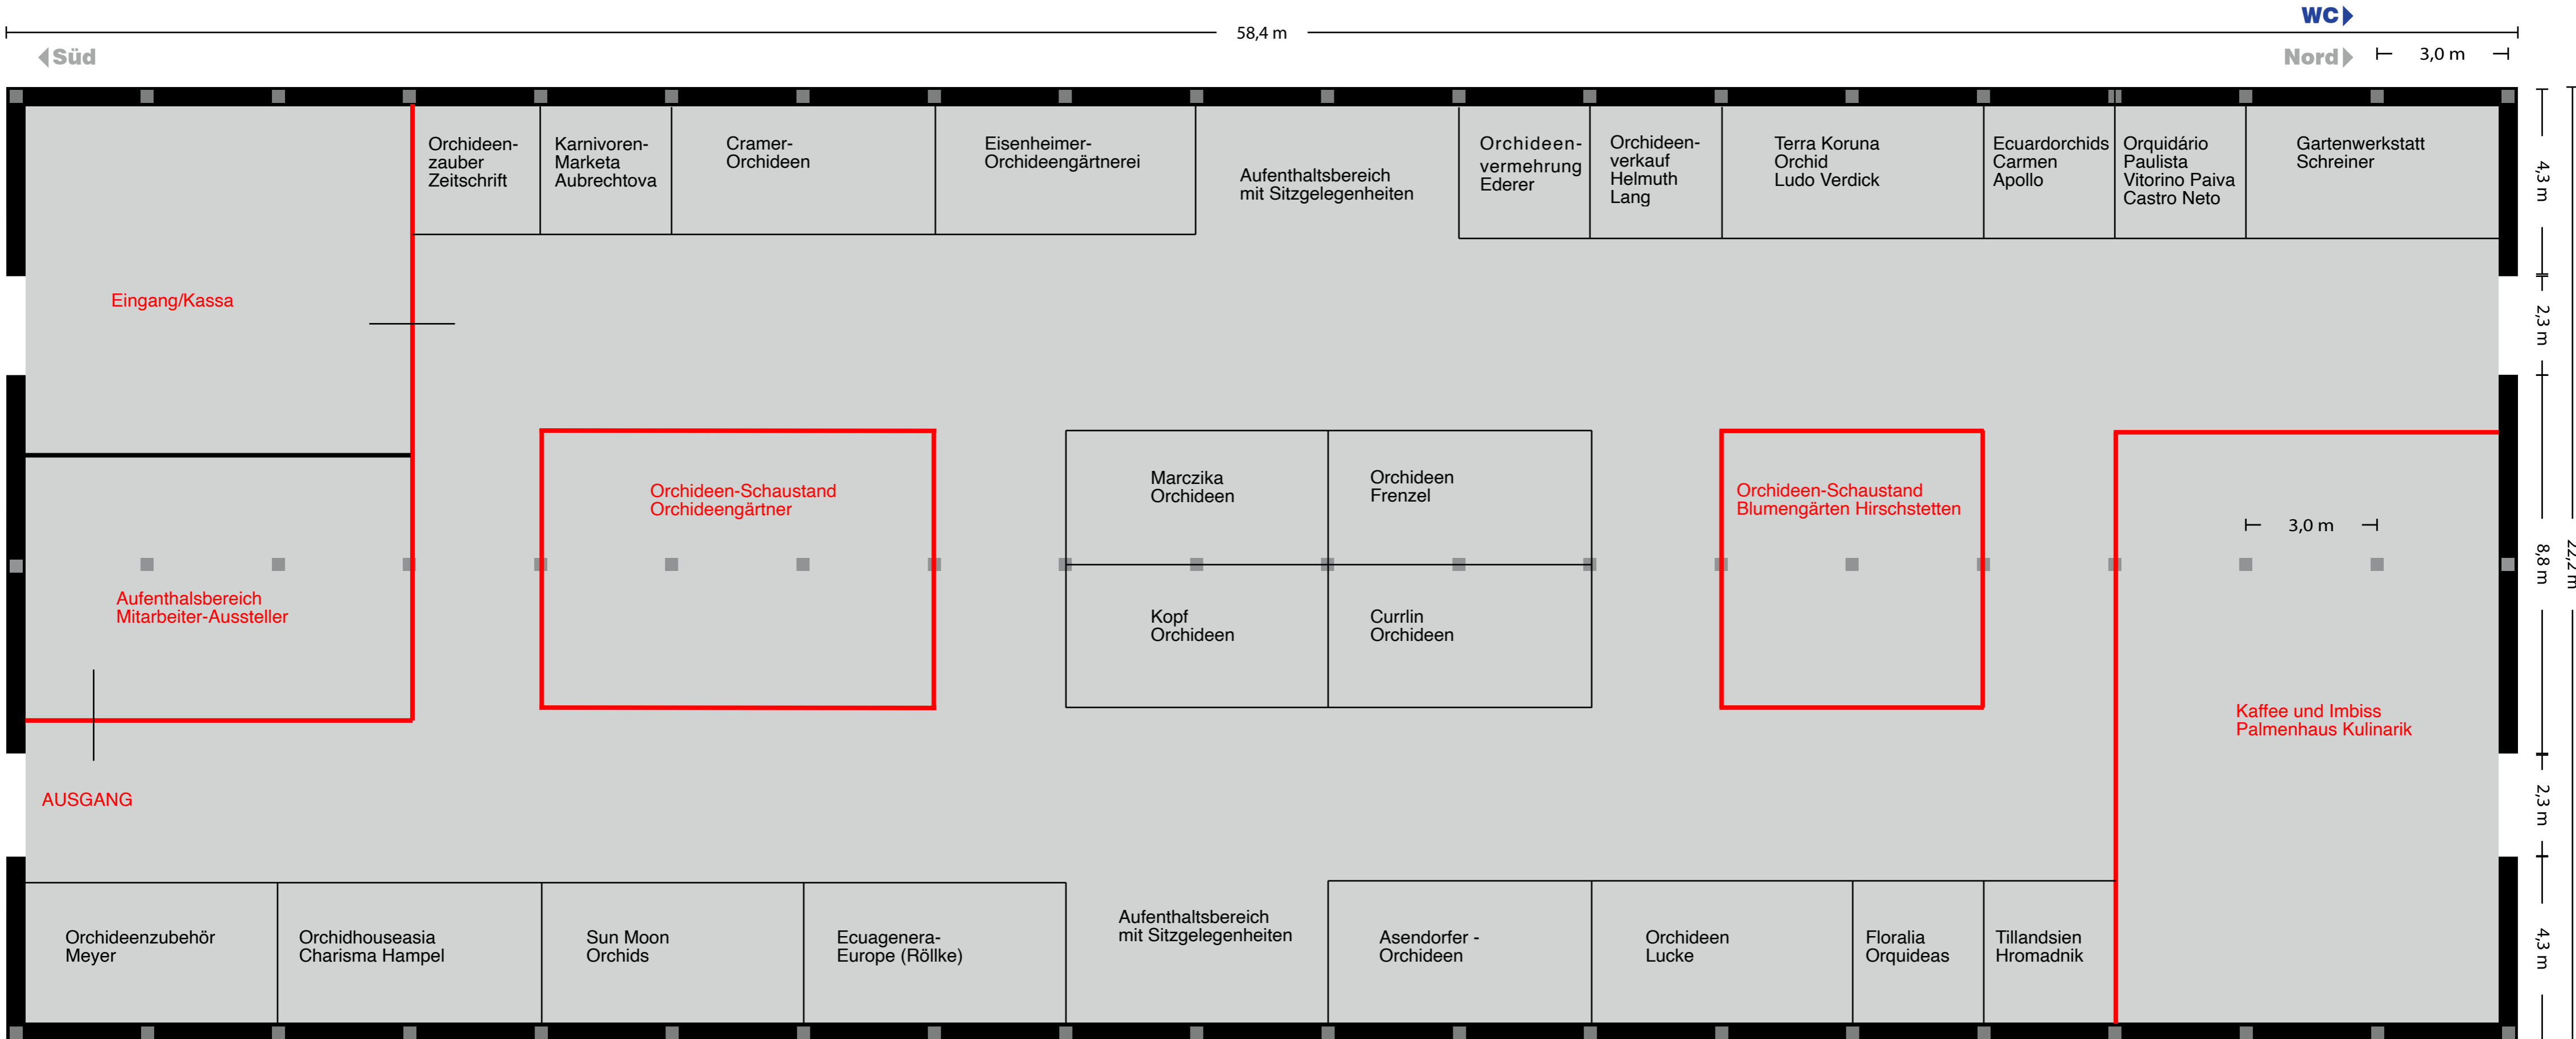 WC
58,4 m
Süd
Nord
3,0 m
Orchideen-
zauber
Zeitschrift
Karnivoren-
Marketa
Aubrechtova
Cramer-
Orchideen
Eisenheimer-
Orchideengärtnerei
Aufenthaltsbereich
mit Sitzgelegenheiten
Orchideen-
vermehrung
Ederer
Orchideen-
verkauf
Helmuth
Lang
Terra Koruna
Orchid
Ludo Verdick
Ecuardorchids
Carmen
Apollo
Orquidário
Paulista
Vitorino Paiva
Castro Neto
Gartenwerkstatt
Schreiner
4,3 m
Eingang/Kassa
2,3 m
Orchideen-Schaustand
Orchideengärtner
Marczika
Orchideen
Orchideen
Frenzel
Orchideen-Schaustand
Blumengärten Hirschstetten
3,0 m
8,8 m
22,2 m
Aufenthalsbereich
Mitarbeiter-Aussteller
Kopf
Orchideen
Currlin
Orchideen
Kaffee und Imbiss
Palmenhaus Kulinarik
AUSGANG
2,3 m
Orchideenzubehör
Meyer
Orchidhouseasia
Charisma Hampel
Sun Moon
Orchids
Ecuagenera-
Europe (Röllke)
Aufenthaltsbereich
mit Sitzgelegenheiten
Asendorfer -
Orchideen
Orchideen
Lucke
Floralia
Orquideas
Tillandsien
Hromadnik
4,3 m